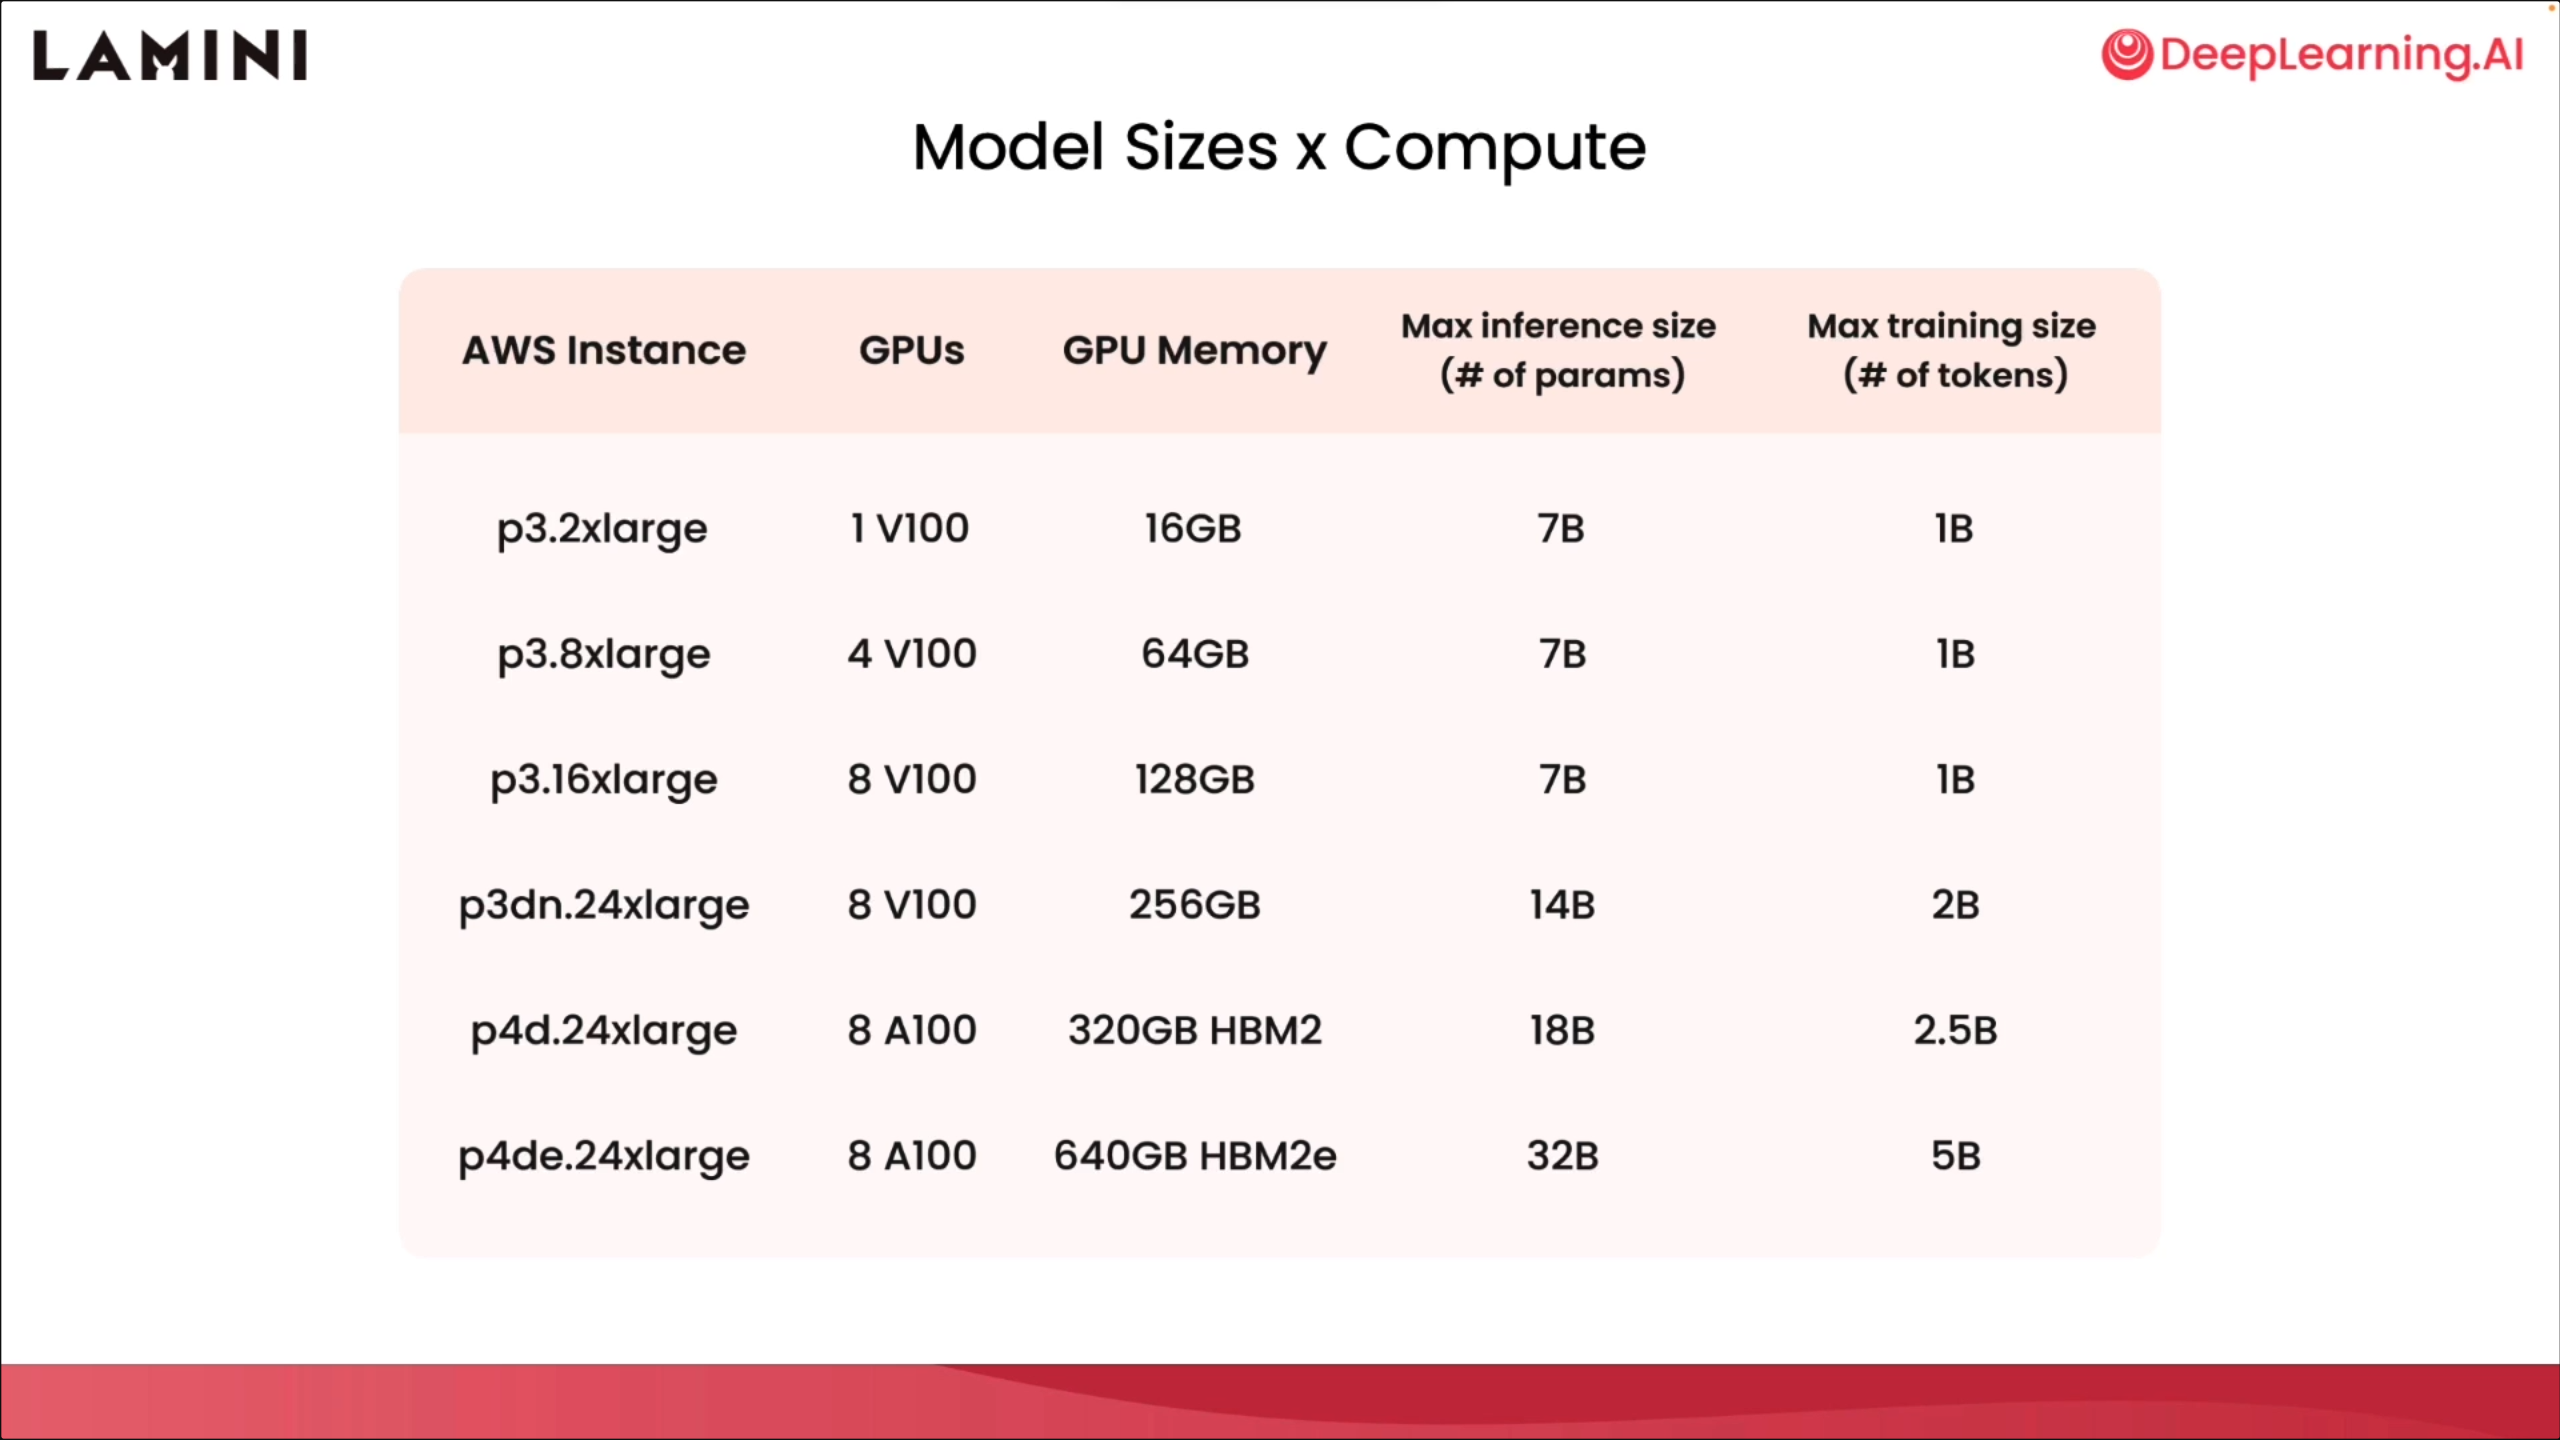 LAMINI
DeepLearning.AI
Model Sizes x Compute
AWS Instance GPUs GPU Memory Max inference size (# of params) Max training size (# of tokens)
p3.2xlarge 1 V100 16GB 7B 1B
p3.8xlarge 4 V100 64GB 7B 1B
p3.16xlarge 8 V100 128GB 7B 1B
p3dn.24xlarge 8 V100 256GB 14B 2B
p4d.24xlarge 8 A100 320GB HBM2 18B 2.5B
p4de.24xlarge 8 A100 640GB HBM2e 32B 5B